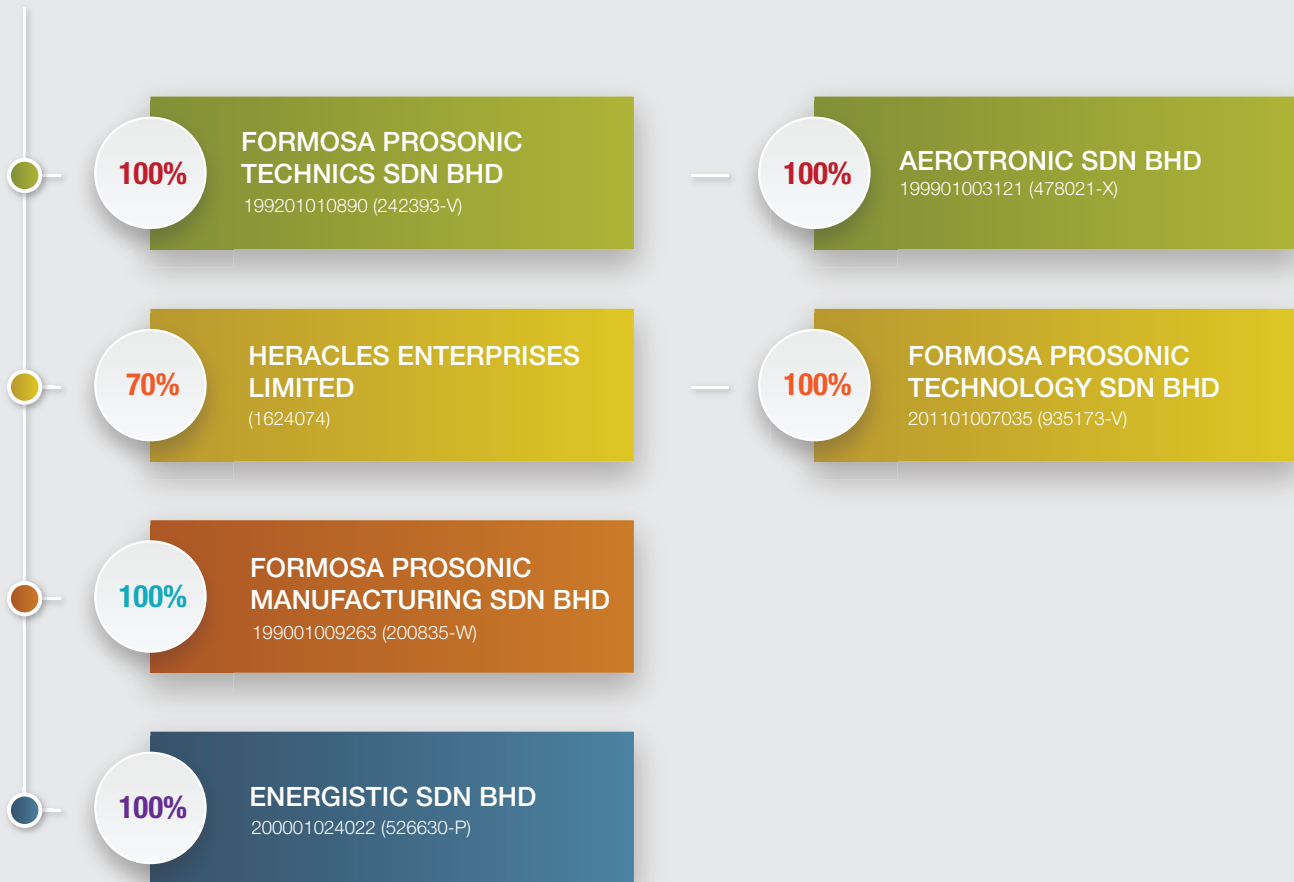 100%
FORMOSA PROSONIC
TECHNICS SDN BHD
199201010890 (242393-V)
100%
AEROTRONIC SDN BHD
199901003121 (478021-X)
70%
HERACLES ENTERPRISES
LIMITED
(1624074)
100%
FORMOSA PROSONIC
TECHNOLOGY SDN BHD
201101007035 (935173-V)
100%
FORMOSA PROSONIC
MANUFACTURING SDN BHD
199001009263 (200835-W)
100%
ENERGISTIC SDN BHD
200001024022 (526630-P)